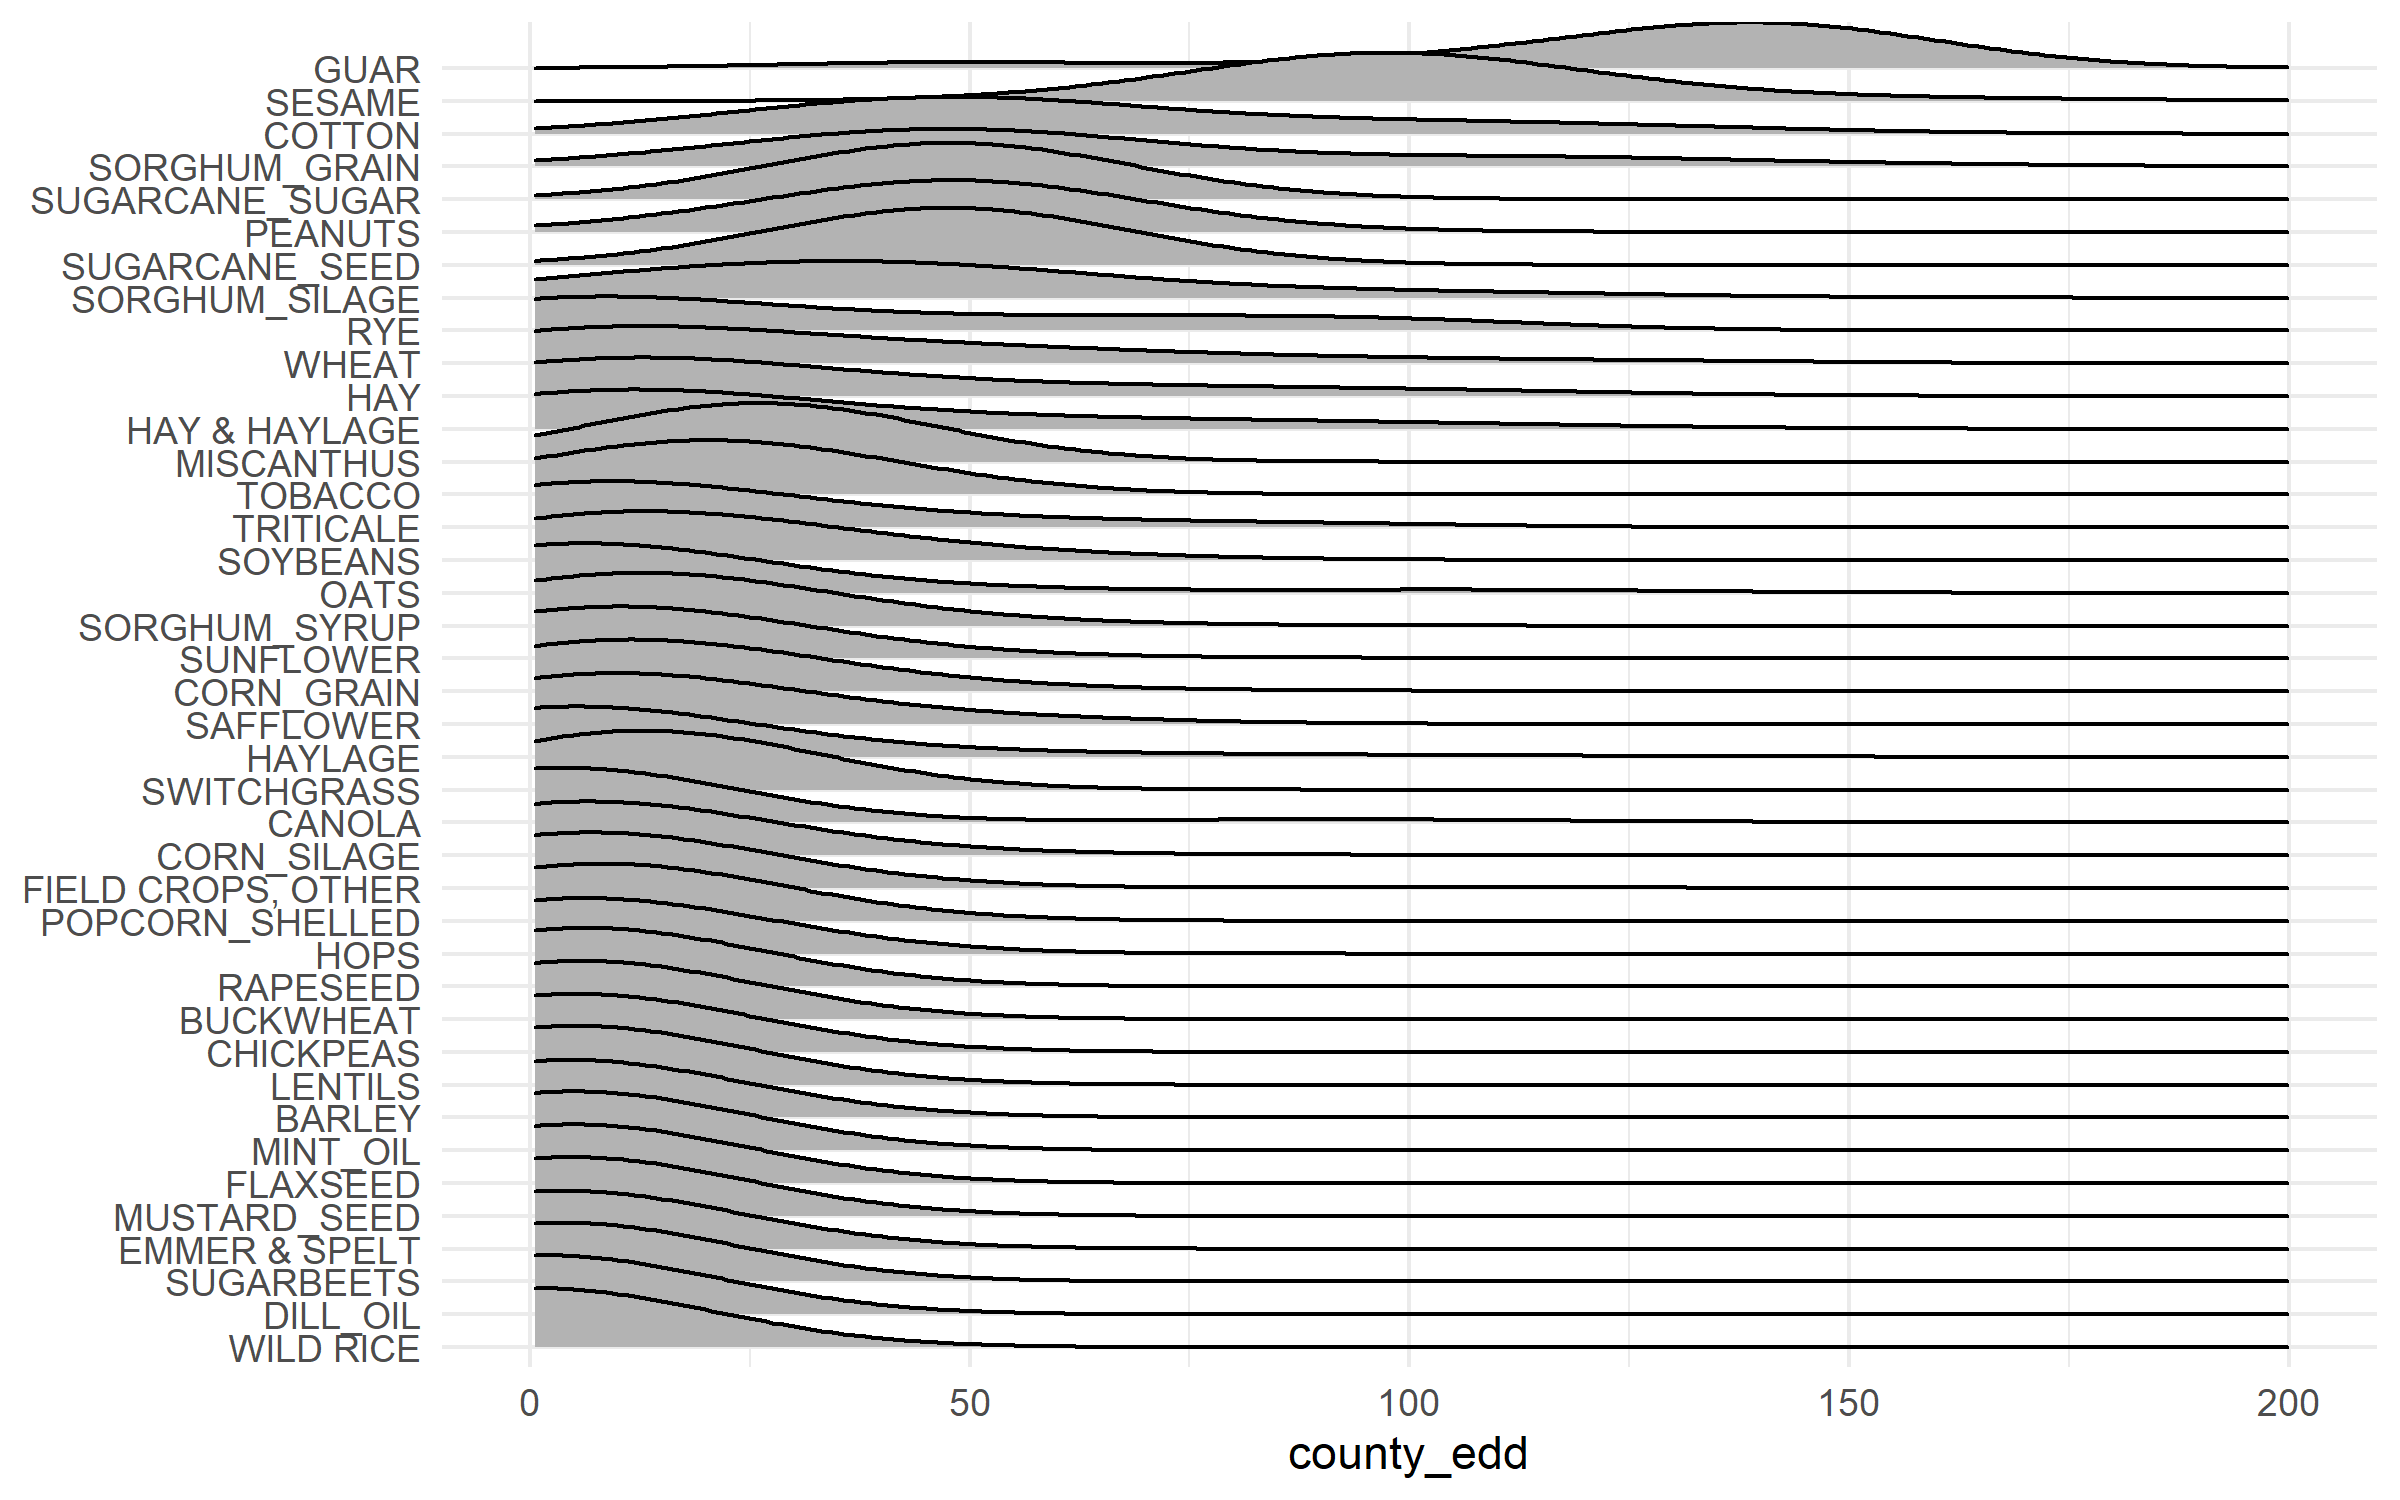 GUAR
SESAME
COTTON
SORGHUM_GRAIN
SUGARCANE_SUGAR
PEANUTS
SUGARCANE_SEED
SORGHUM_SILAGE
RYE
WHEAT
HAY
HAY & HAYLAGE
MISCANTHUS
TOBACCO
TRITICALE
SOYBEANS
OATS
SORGHUM_SYRUP
SUNFLOWER
CORN_GRAIN
SAFFLOWER
HAYLAGE
SWITCHGRASS
CANOLA
CORN_SILAGE
FIELD CROPS, OTHER
POPCORN_SHELLED
HOPS
RAPESEED
BUCKWHEAT
CHICKPEAS
LENTILS
BARLEY
MINT_OIL
FLAXSEED
MUSTARD_SEED
EMMER & SPELT
SUGARBEETS
DILL_OIL
WILD RICE
0 50 100 150 200
county_edd